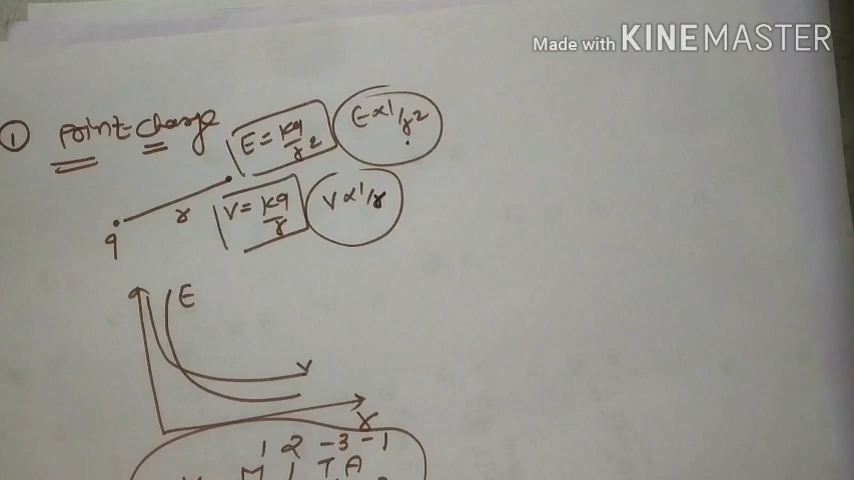 Made with KINEMASTER
① point charge
E = kq/r² E ∝ 1/r²
V = kq/r V ∝ 1/r
r
q
E
V
r
1 2 -3 -1
M L T A